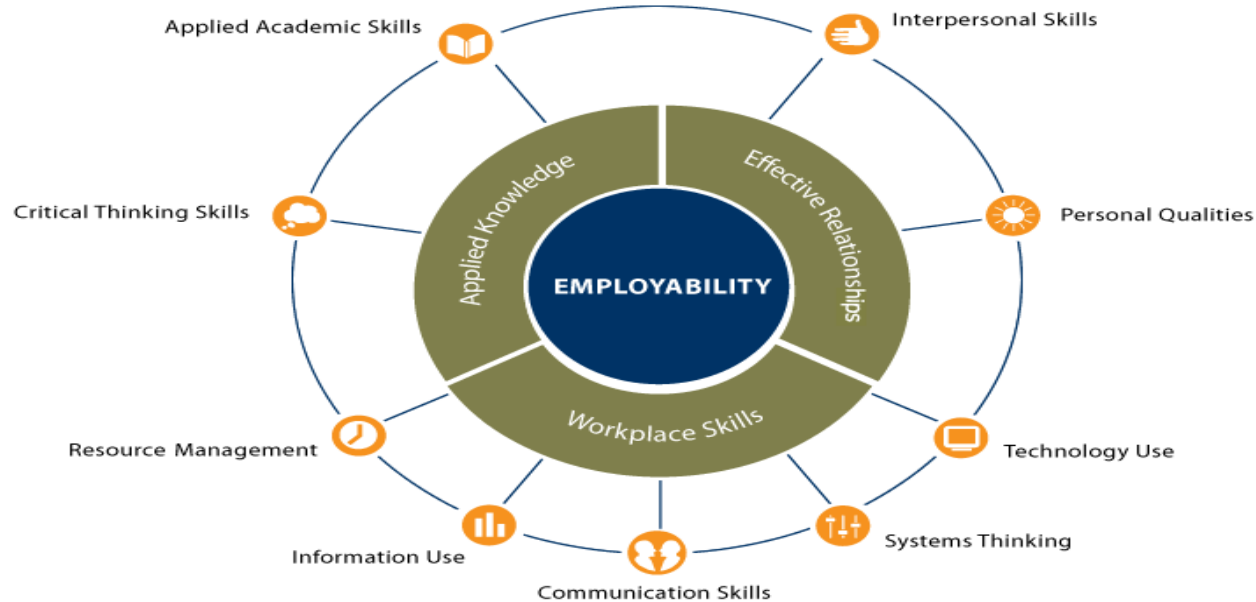 Applied Academic Skills
Interpersonal Skills
Critical Thinking Skills
Personal Qualities
Applied Knowledge
Effective Relationships
EMPLOYABILITY
Workplace Skills
Resource Management
Technology Use
Information Use
Systems Thinking
Communication Skills